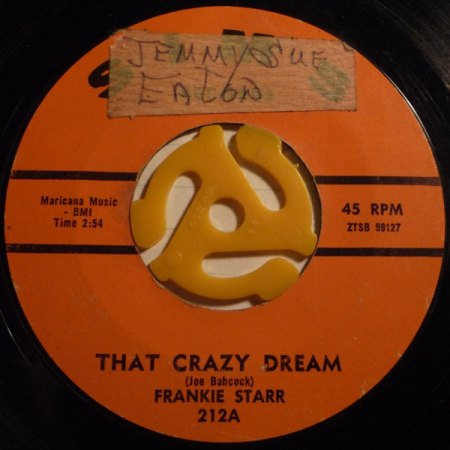 JEMMY SUE
EATON
Maricana Music
- BMI
Time 2:54
45 RPM
ZTSB 99127
THAT CRAZY DREAM
(Joe Babcock)
FRANKIE STARR
212A